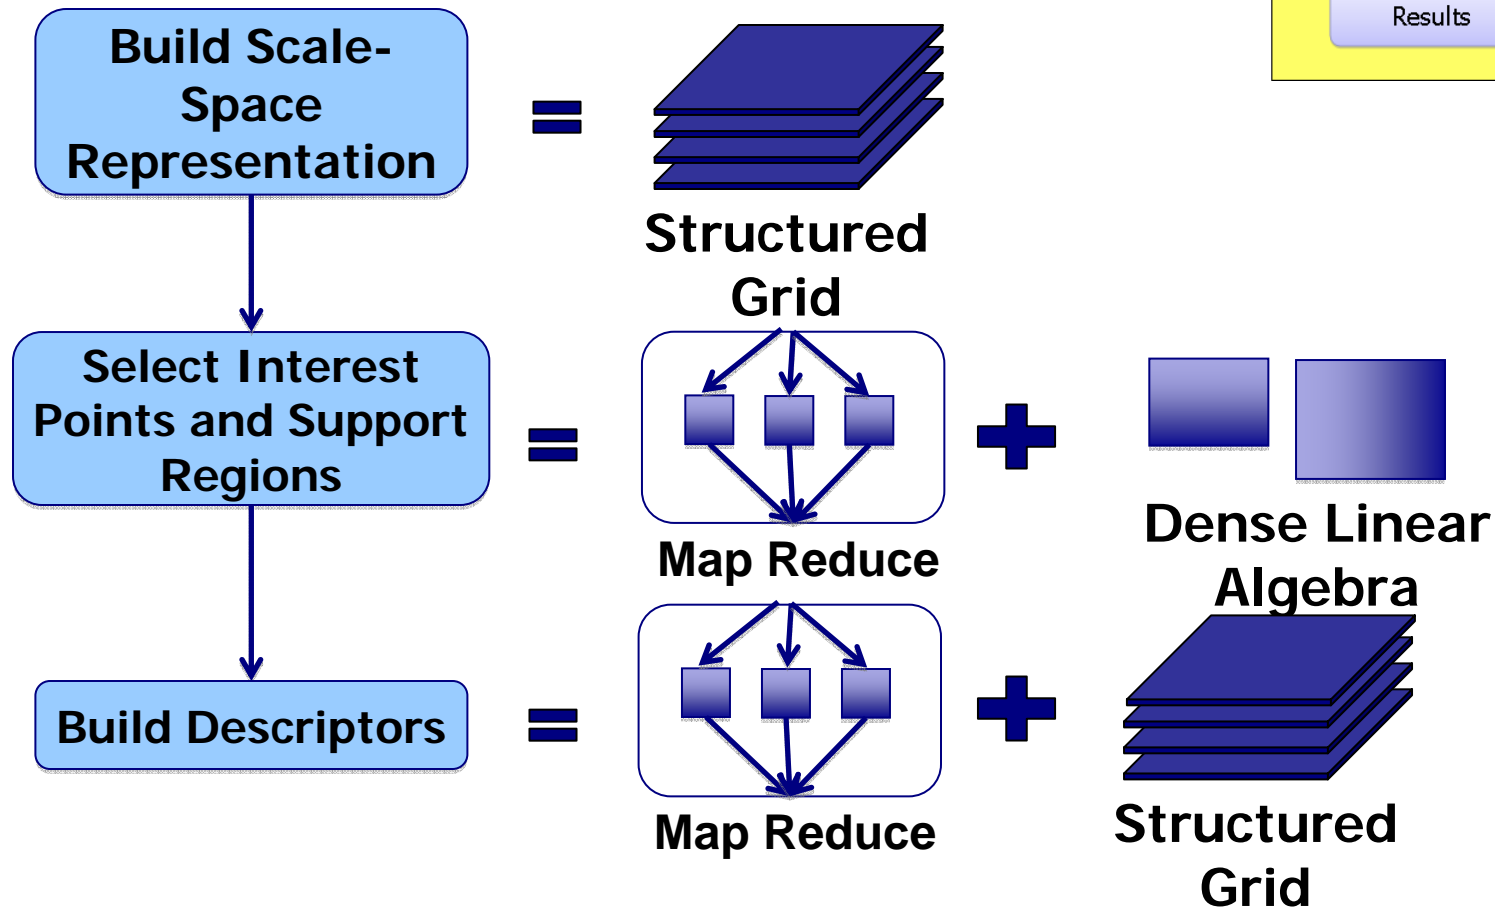 Results
Build Scale-
Space
Representation
=
Structured
Grid
Select Interest
Points and Support
Regions
=
Map Reduce
+
Dense Linear
Algebra
Build Descriptors
=
Map Reduce
+
Structured
Grid